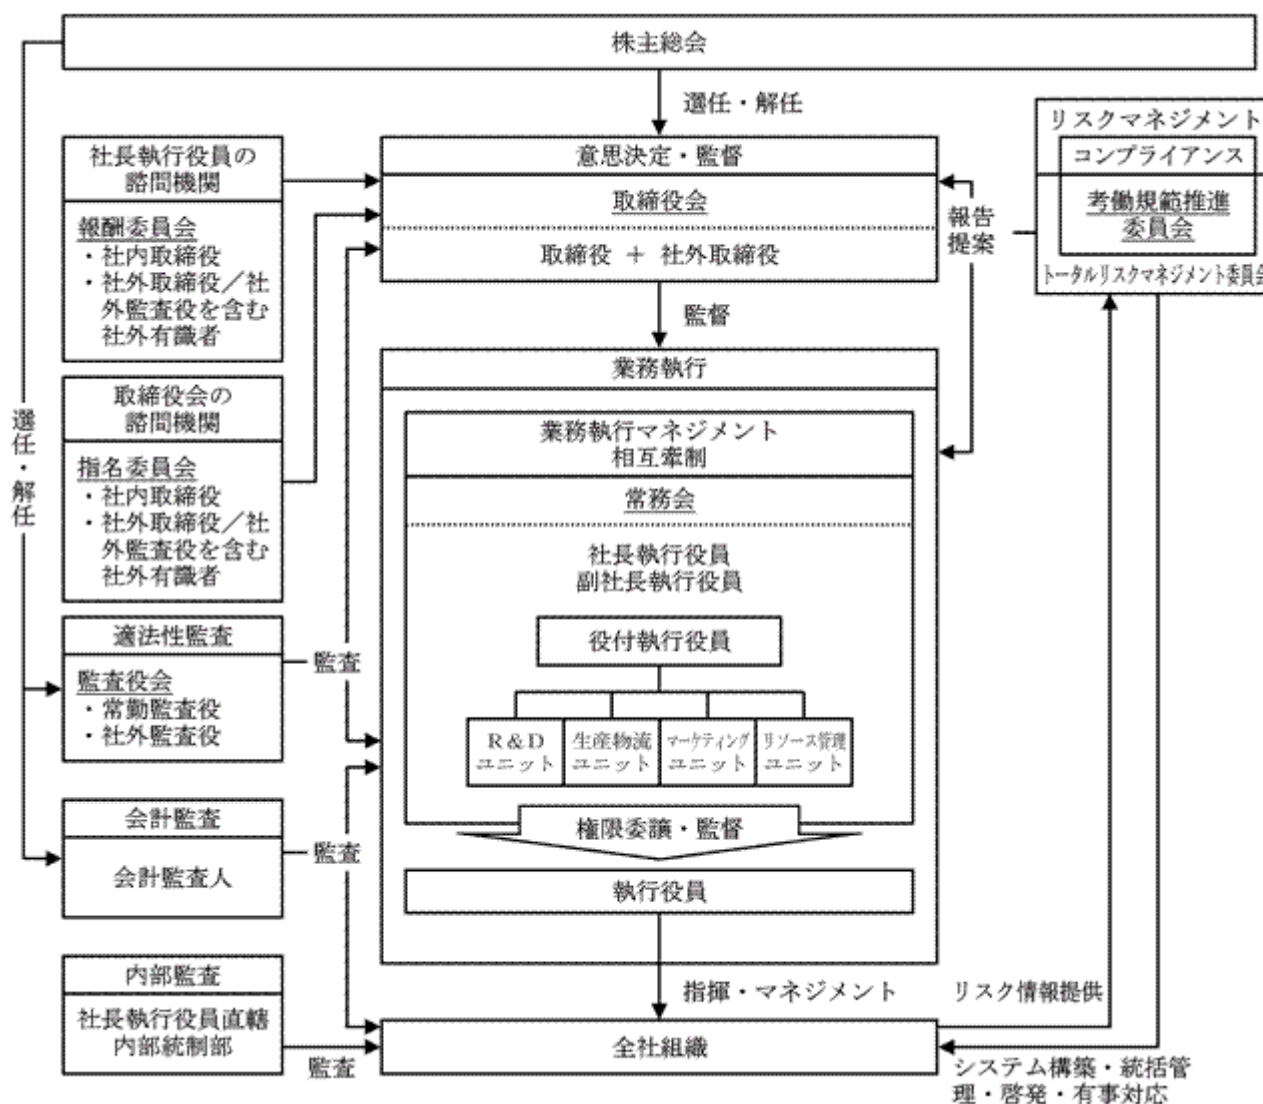 株主総会
選任・解任
リスクマネジメント
コンプライアンス
考働規範推進
委員会
トータルリスクマネジメント委員会
社長執行役員の
諮問機関
報酬委員会
・社内取締役
・社外取締役／社
外監査役を含む
社外有識者
意思決定・監督
取締役会
取締役 ＋ 社外取締役
報告
提案
監督
取締役会の
諮問機関
指名委員会
・社内取締役
・社外取締役／社
外監査役を含む
社外有識者
選任・解任
業務執行
業務執行マネジメント
相互牽制
常務会
社長執行役員
副社長執行役員
役付執行役員
R＆D
ユニット
生産物流
ユニット
マーケティング
ユニット
リソース管理
ユニット
権限委譲・監督
執行役員
適法性監査
監査役会
・常勤監査役
・社外監査役
監査
会計監査
会計監査人
監査
内部監査
社長執行役員直轄
内部統制部
監査
指揮・マネジメント
リスク情報提供
全社組織
システム構築・統括管
理・啓発・有事対応